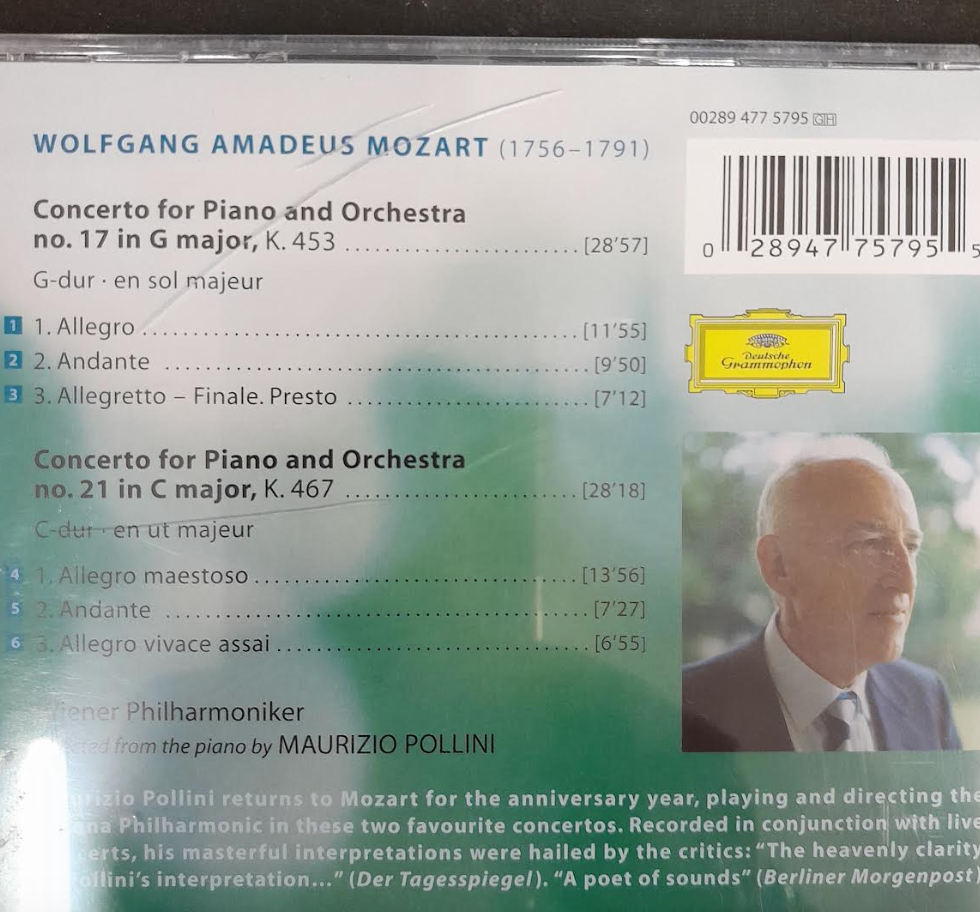 00289 477 5795 GH
WOLFGANG AMADEUS MOZART (1756–1791)
Concerto for Piano and Orchestra
no. 17 in G major, K. 453 ........................ [28'57]
G-dur · en sol majeur
1 1. Allegro ............................................. [11'55]
2 2. Andante ........................................... [9'50]
3 3. Allegretto – Finale. Presto ........................ [7'12]
Concerto for Piano and Orchestra
no. 21 in C major, K. 467 ........................ [28'18]
C-dur · en ut majeur
4 1. Allegro maestoso ................................. [13'56]
5 2. Andante ........................................... [7'27]
6 3. Allegro vivace assai ............................... [6'55]
0 28947 75795 5
Deutsche
Grammophon
Philharmoniker
from the piano by MAURIZIO POLLINI
Pollini returns to Mozart for the anniversary year, playing and directing the
Philharmonic in these two favourite concertos. Recorded in conjunction with live
his masterful interpretations were hailed by the critics: “The heavenly clarity
interpretation...” (Der Tagesspiegel). “A poet of sounds” (Berliner Morgenpost)